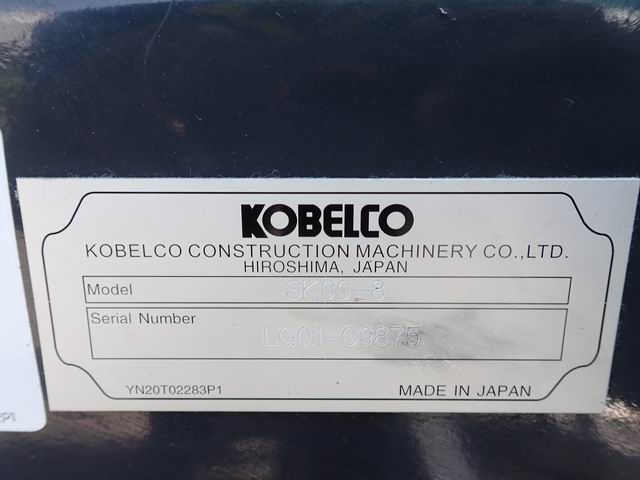 KOBELCO
KOBELCO CONSTRUCTION MACHINERY CO.,LTD.
HIROSHIMA, JAPAN
Model SK60-8
Serial Number
LG01-C9875
YN20T02283P1 MADE IN JAPAN